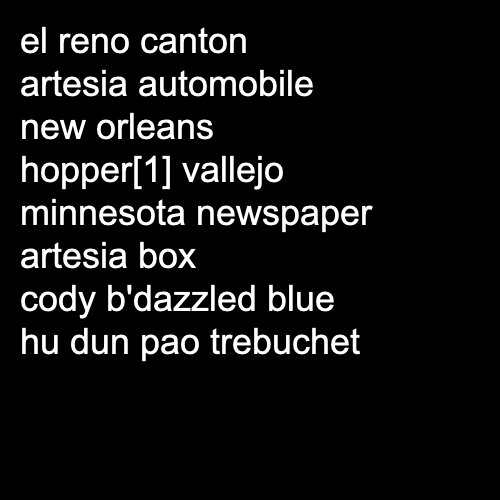 el reno canton
artesia automobile
new orleans
hopper[1] vallejo
minnesota newspaper
artesia box
cody b'dazzled blue
hu dun pao trebuchet